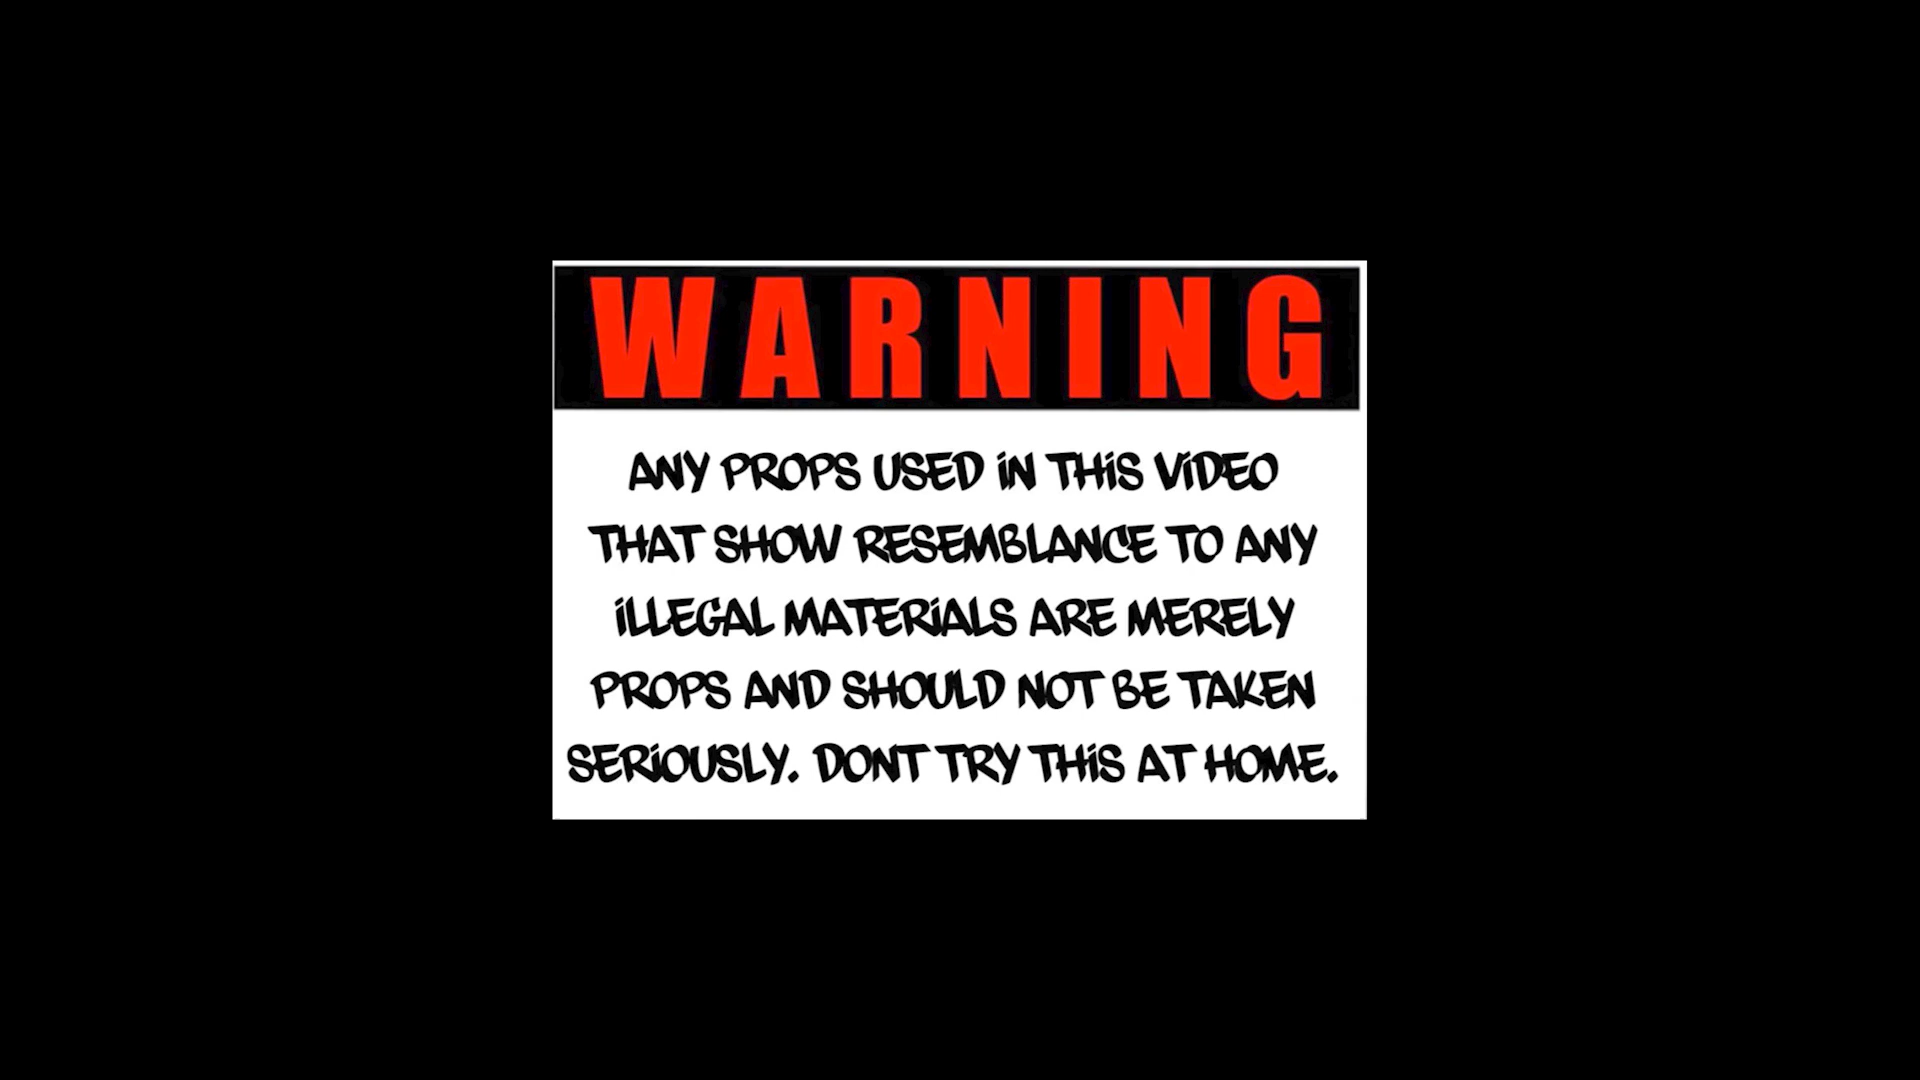 WARNING
ANY PROPS USED IN THIS VIDEO
THAT SHOW RESEMBLANCE TO ANY
ILLEGAL MATERIALS ARE MERELY
PROPS AND SHOULD NOT BE TAKEN
SERIOUSLY. DONT TRY THIS AT HOME.